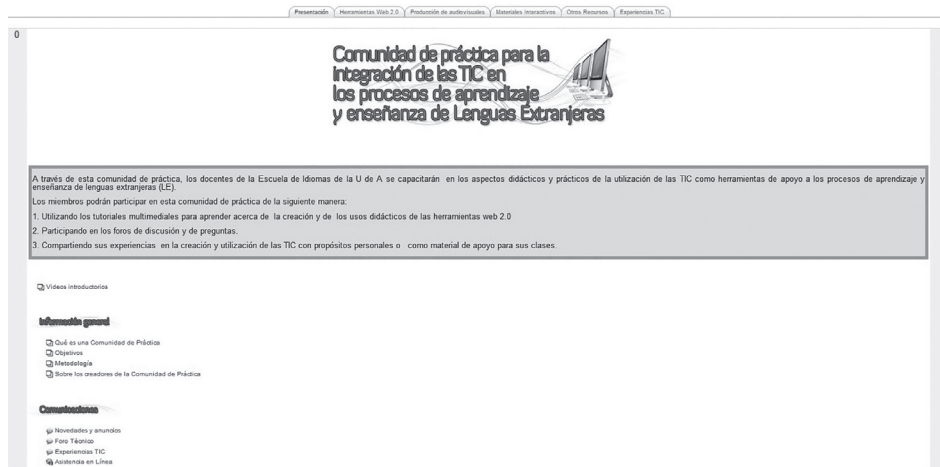 Presentación Herramientas Web 2.0 Producción de audiovisuales Materiales Interactivos Otros Recursos Experiencias TIC
0
Comunidad de práctica para la
integración de las TIC en
los procesos de aprendizaje
y enseñanza de Lenguas Extranjeras
A través de esta comunidad de práctica, los docentes de la Escuela de Idiomas de la U de A se capacitarán en los aspectos didácticos y prácticos de la utilización de las TIC como herramientas de apoyo a los procesos de aprendizaje y
enseñanza de lenguas extranjeras (LE).
Los miembros podrán participar en esta comunidad de práctica de la siguiente manera:
1. Utilizando los tutoriales multimediales para aprender acerca de la creación y de los usos didácticos de las herramientas web 2.0
2. Participando en los foros de discusión y de preguntas.
3. Compartiendo sus experiencias en la creación y utilización de las TIC con propósitos personales o como material de apoyo para sus clases.
Videos introductorios
Información general
Qué es una Comunidad de Práctica
Objetivos
Metodología
Sobre los creadores de la Comunidad de Práctica
Comunicaciones
Novedades y anuncios
Foro Técnico
Experiencias TIC
Asistencia en Línea